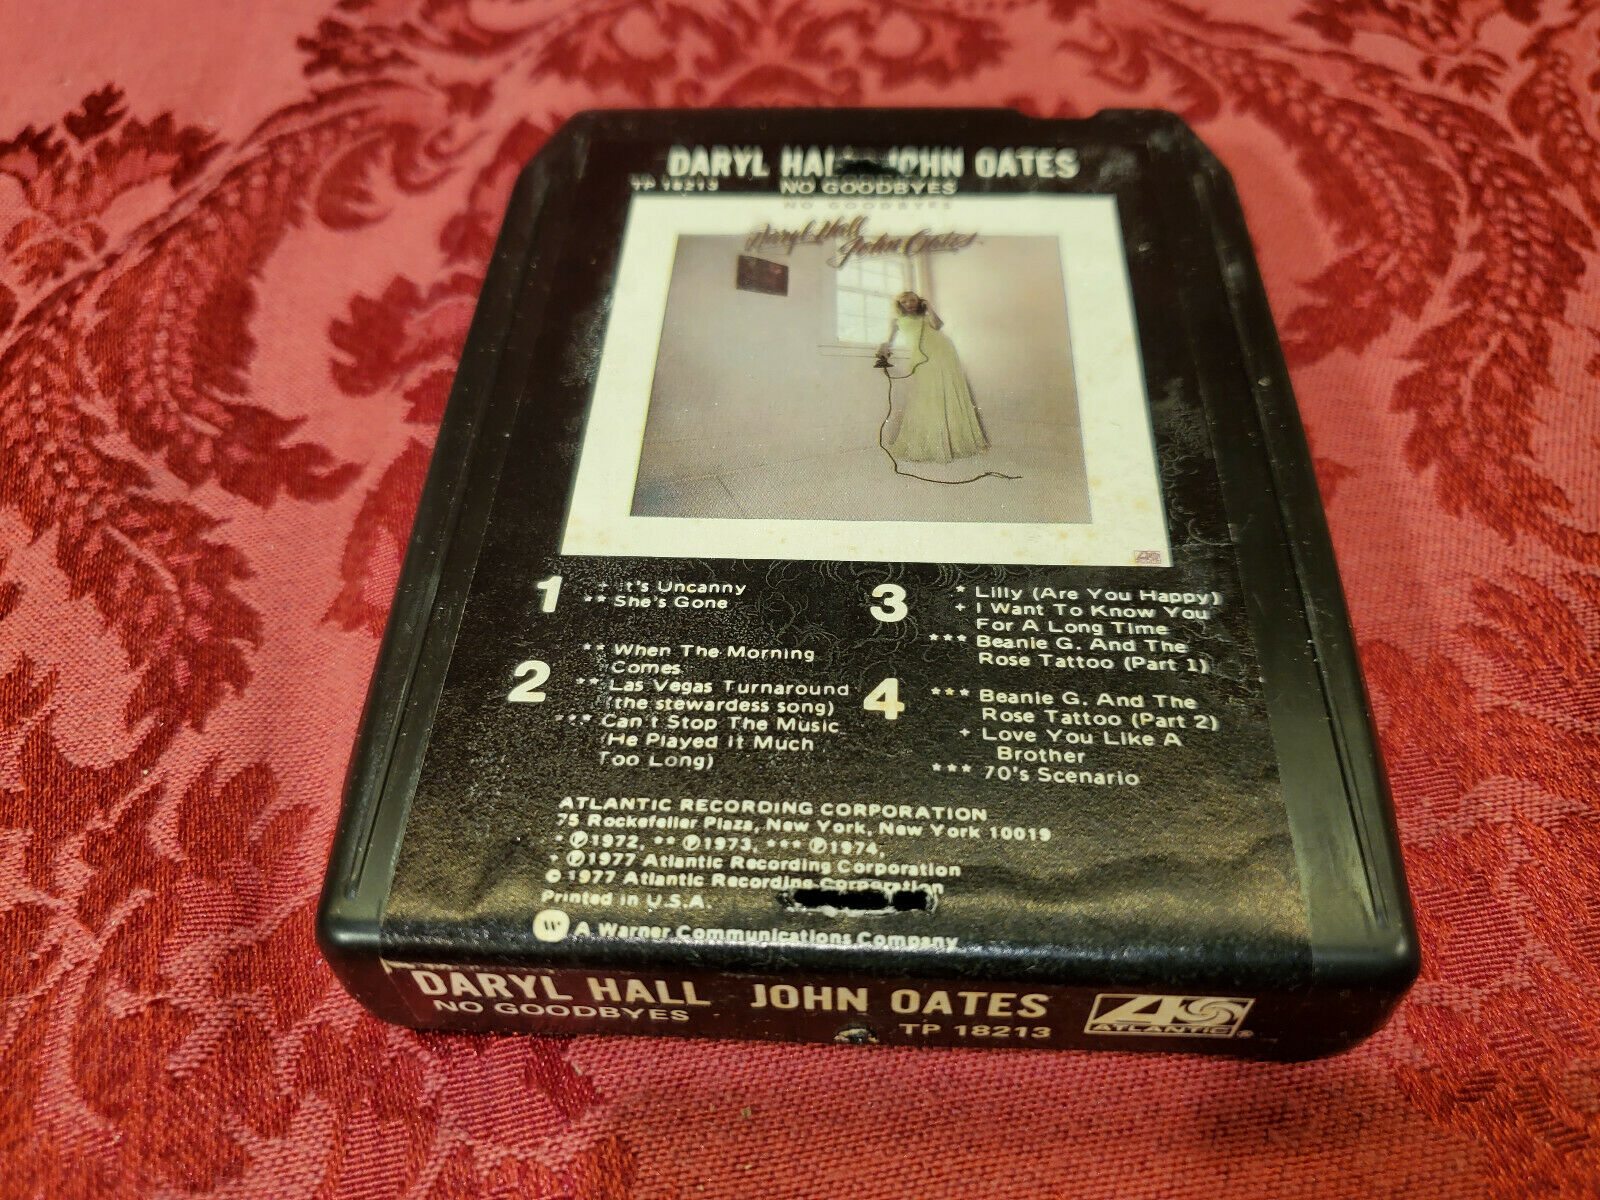 DARYL HALL JOHN OATES
TP 18213 NO GOODBYES
NO GOODBYES
Daryl Hall
John Oates
1
+ It's Uncanny
** She's Gone
2
** When The Morning
Comes
** Las Vegas Turnaround
(the stewardess song)
*** Can't Stop The Music
(He Played It Much
Too Long)
3
* Lilly (Are You Happy)
+ I Want To Know You
For A Long Time
*** Beanie G. And The
Rose Tattoo (Part 1)
4
*** Beanie G. And The
Rose Tattoo (Part 2)
+ Love You Like A
Brother
*** 70's Scenario
ATLANTIC RECORDING CORPORATION
75 Rockefeller Plaza, New York, New York 10019
* ℗1972, ** ℗1973, *** ℗1974,
+ ℗1977 Atlantic Recording Corporation
© 1977 Atlantic Recording Corporation
Printed in U.S.A.
W A Warner Communications Company
DARYL HALL JOHN OATES
NO GOODBYES TP 18213
ATLANTIC®